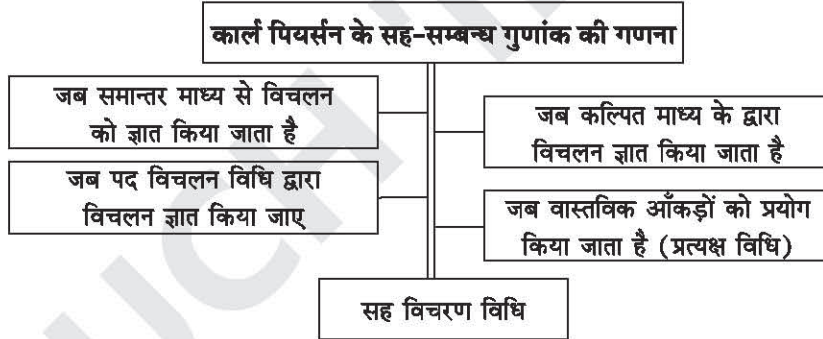 कार्ल पियर्सन के सह-सम्बन्ध गुणांक की गणना
जब समान्तर माध्य से विचलन
को ज्ञात किया जाता है
जब कल्पित माध्य के द्वारा
विचलन ज्ञात किया जाता है
जब पद विचलन विधि द्वारा
विचलन ज्ञात किया जाए
जब वास्तविक आँकड़ों को प्रयोग
किया जाता है (प्रत्यक्ष विधि)
सह विचरण विधि